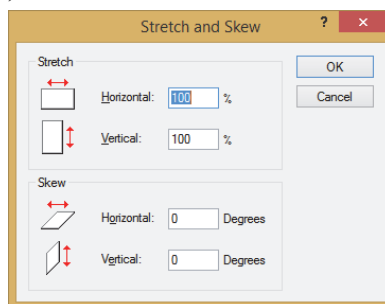 Stretch and Skew ? ×
Stretch
Horizontal: 100 %
Vertical: 100 %
Skew
Horizontal: 0 Degrees
Vertical: 0 Degrees
OK
Cancel